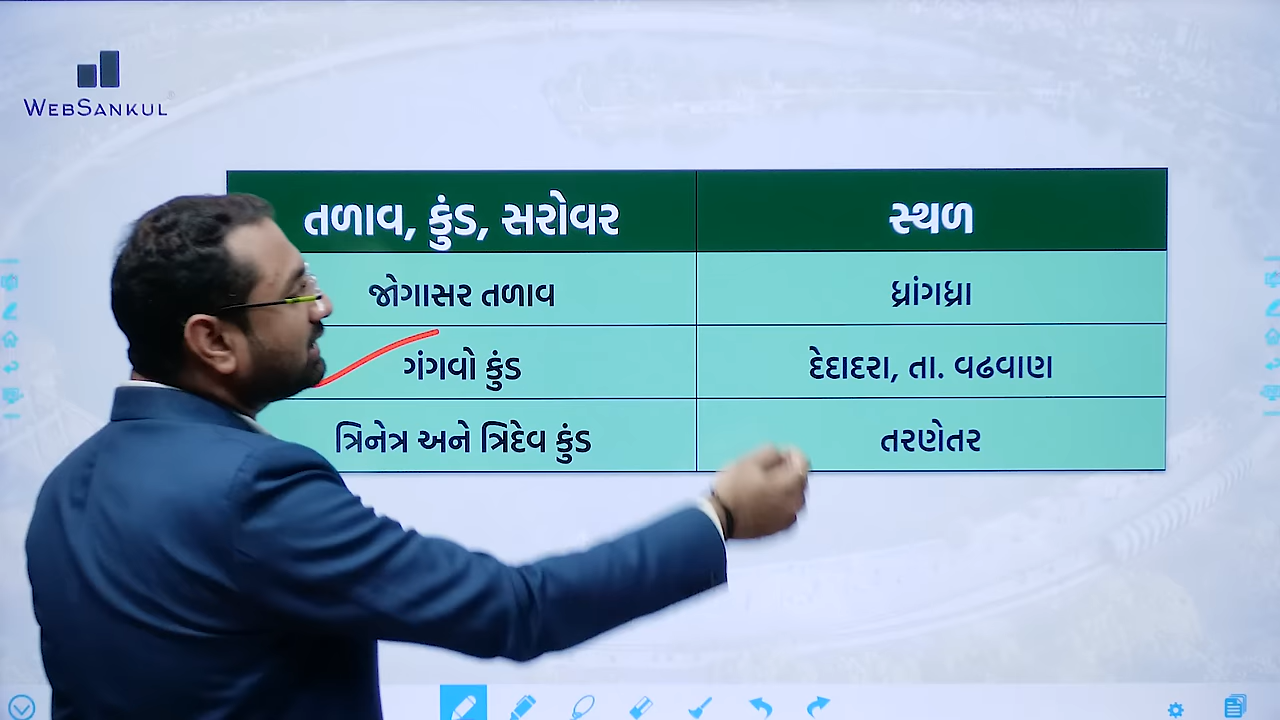 WEBSANKUL
તળાવ, કુંડ, સરોવર
સ્થળ
જોગાસર તળાવ
ધ્રાંગધ્રા
ગંગવો કુંડ
દેદાદરા, તા. વઢવાણ
ત્રિનેત્ર અને ત્રિદેવ કુંડ
તરણેતર